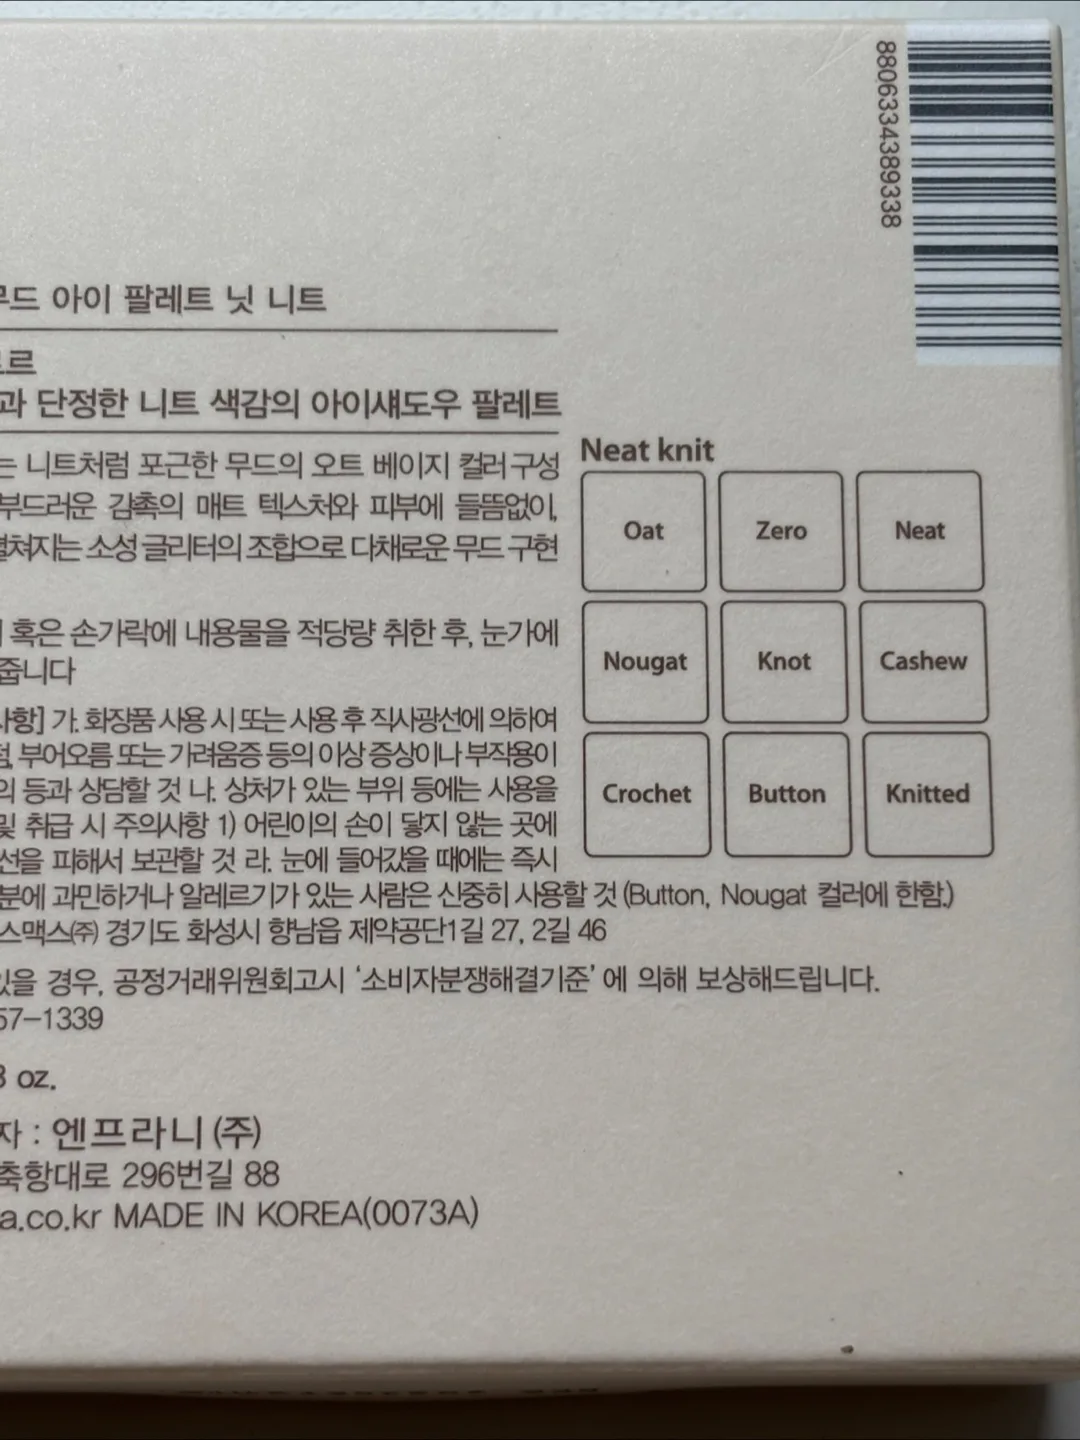 8806334389338
무드 아이 팔레트 닛 니트
르
과 단정한 니트 색감의 아이섀도우 팔레트
는 니트처럼 포근한 무드의 오트 베이지 컬러 구성
부드러운 감촉의 매트 텍스처와 피부에 들뜸없이,
펼쳐지는 소성 글리터의 조합으로 다채로운 무드 구현
혹은 손가락에 내용물을 적당량 취한 후, 눈가에
줍니다
사항] 가. 화장품 사용 시 또는 사용 후 직사광선에 의하여
점, 부어오름 또는 가려움증 등의 이상 증상이나 부작용이
의 등과 상담할 것 나. 상처가 있는 부위 등에는 사용을
및 취급 시 주의사항 1) 어린이의 손이 닿지 않는 곳에
선을 피해서 보관할 것 라. 눈에 들어갔을 때에는 즉시
분에 과민하거나 알레르기가 있는 사람은 신중히 사용할 것 (Button, Nougat 컬러에 한함.)
스맥스㈜ 경기도 화성시 향남읍 제약공단1길 27, 2길 46
있을 경우, 공정거래위원회고시 ‘소비자분쟁해결기준’에 의해 보상해드립니다.
57-1339
3 oz.
자 : 엔프라니 (주)
축항대로 296번길 88
a.co.kr MADE IN KOREA(0073A)
Neat knit
Oat Zero Neat
Nougat Knot Cashew
Crochet Button Knitted